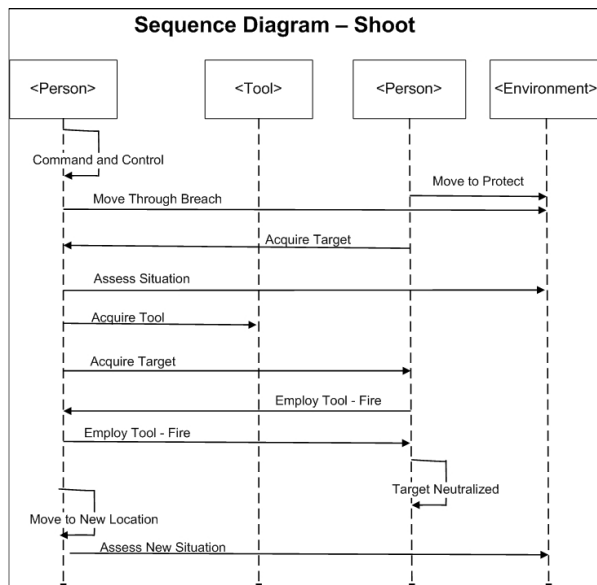 Sequence Diagram – Shoot
<Person>
<Tool>
<Person>
<Environment>
Command and Control
Move to Protect
Move Through Breach
Acquire Target
Assess Situation
Acquire Tool
Acquire Target
Employ Tool - Fire
Employ Tool - Fire
Target Neutralized
Move to New Location
Assess New Situation